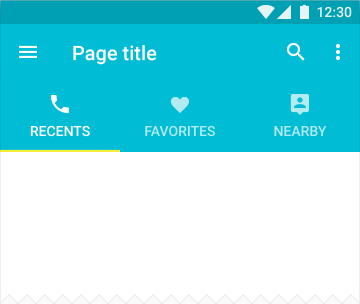 12:30
Page title
RECENTS FAVORITES NEARBY